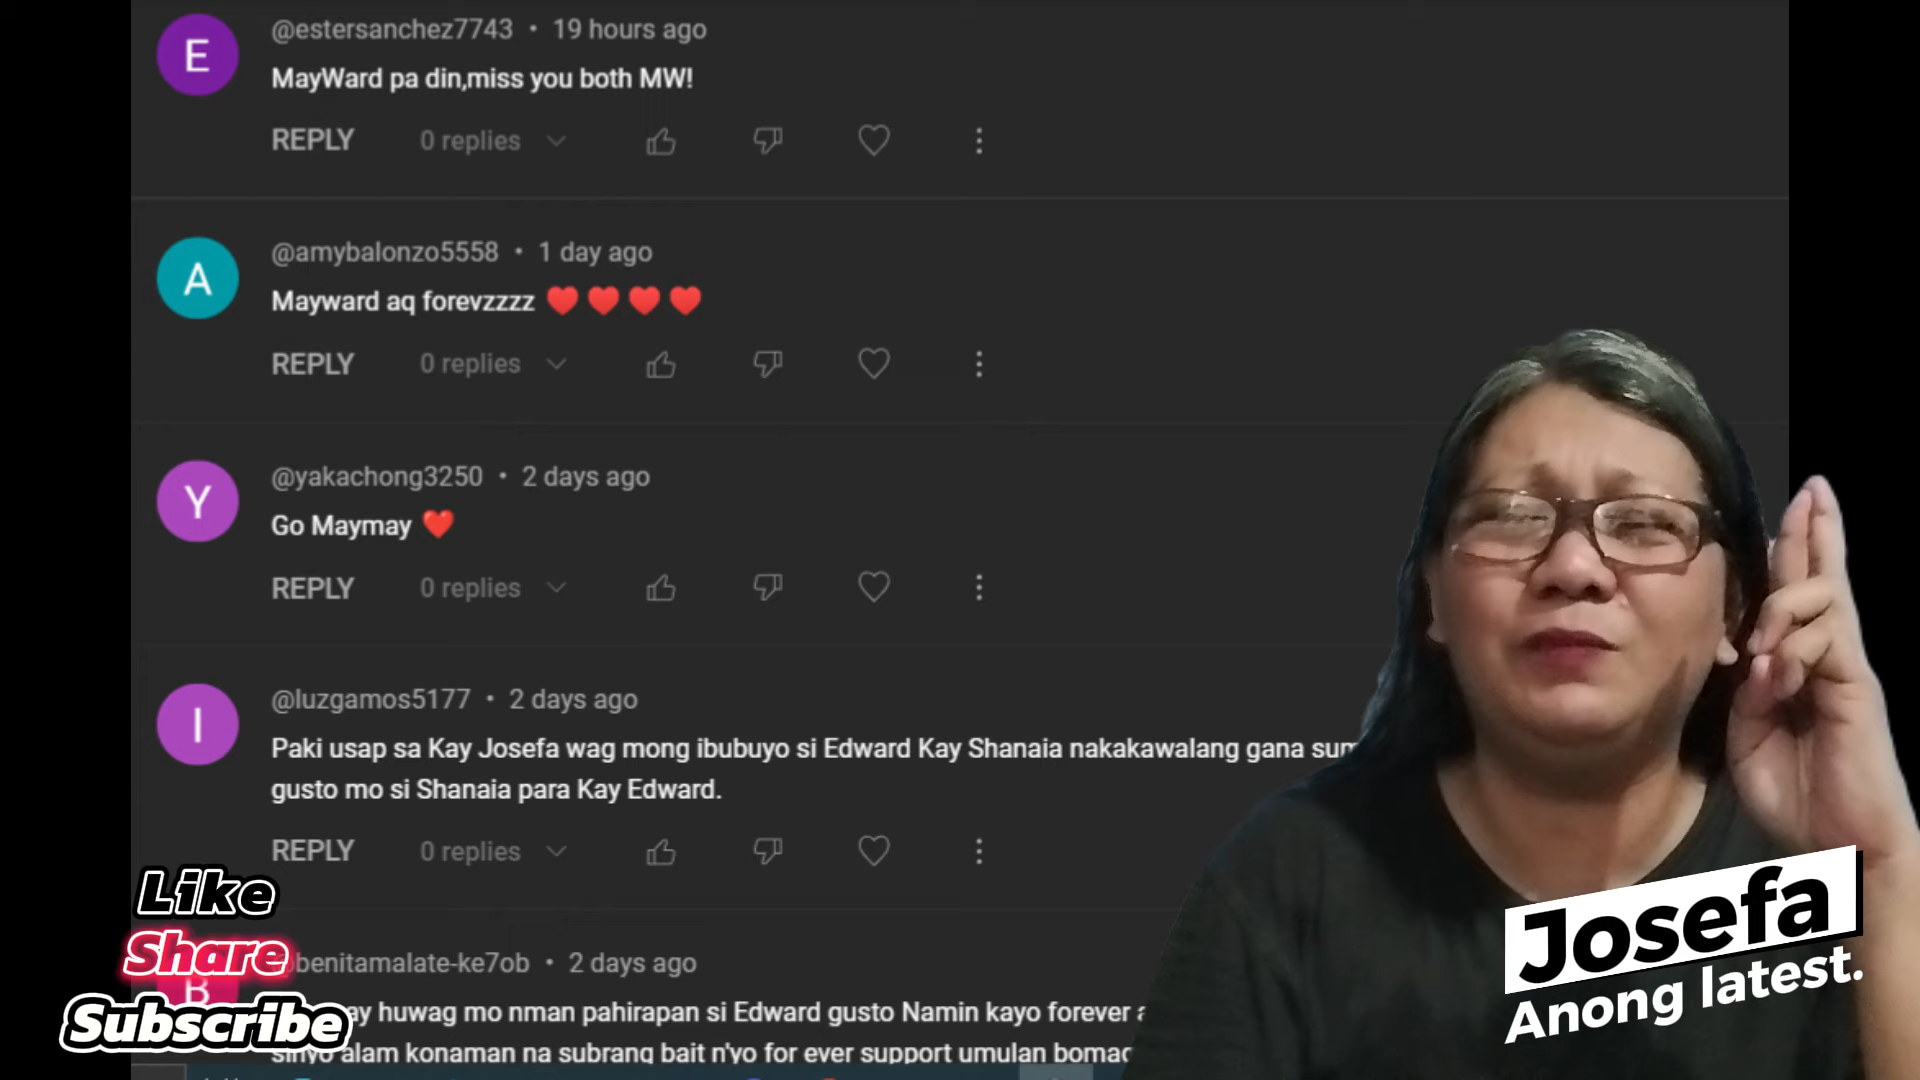 E
@estersanchez7743 • 19 hours ago
MayWard pa din,miss you both MW!
REPLY 0 replies
A
@amybalonzo5558 • 1 day ago
Mayward aq forevzzzz ❤️❤️❤️❤️
REPLY 0 replies
Y
@yakachong3250 • 2 days ago
Go Maymay ❤️
REPLY 0 replies
I
@luzgamos5177 • 2 days ago
Paki usap sa Kay Josefa wag mong ibubuyo si Edward Kay Shanaia nakakawalang gana
gusto mo si Shanaia para Kay Edward.
REPLY 0 replies
B
benitamalate-ke7ob • 2 days ago
huwag mo nman pahirapan si Edward gusto Namin kayo forever
sinyo alam konaman na subrang bait n'yo for ever support umulan
Like
Share
Subscribe
Josefa
Anong latest.